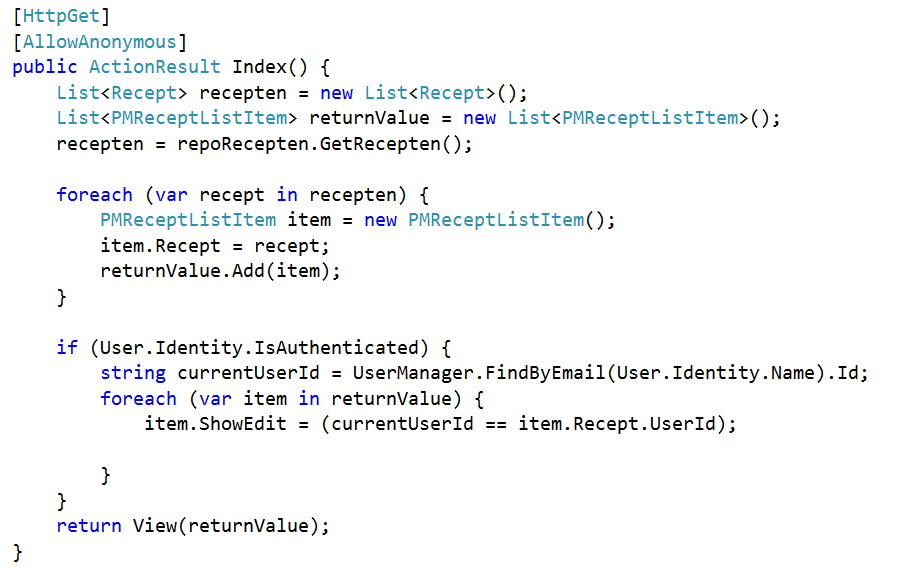 [HttpGet]
[AllowAnonymous]
public ActionResult Index() {
    List<Recept> recepten = new List<Recept>();
    List<PMReceptListItem> returnValue = new List<PMReceptListItem>();
    recepten = repoRecepten.GetRecepten();

    foreach (var recept in recepten) {
        PMReceptListItem item = new PMReceptListItem();
        item.Recept = recept;
        returnValue.Add(item);
    }

    if (User.Identity.IsAuthenticated) {
        string currentUserId = UserManager.FindByEmail(User.Identity.Name).Id;
        foreach (var item in returnValue) {
            item.ShowEdit = (currentUserId == item.Recept.UserId);

        }
    }
    return View(returnValue);
}